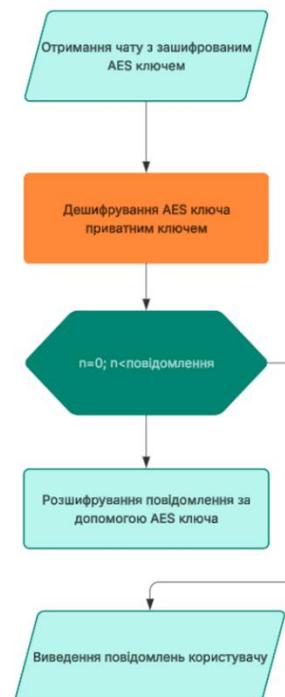 Отримання чату з зашифрованим
AES ключем
Дешифрування AES ключа
приватним ключем
n=0; n<повідомлення
Розшифрування повідомлення за
допомогою AES ключа
Виведення повідомлень користувачу